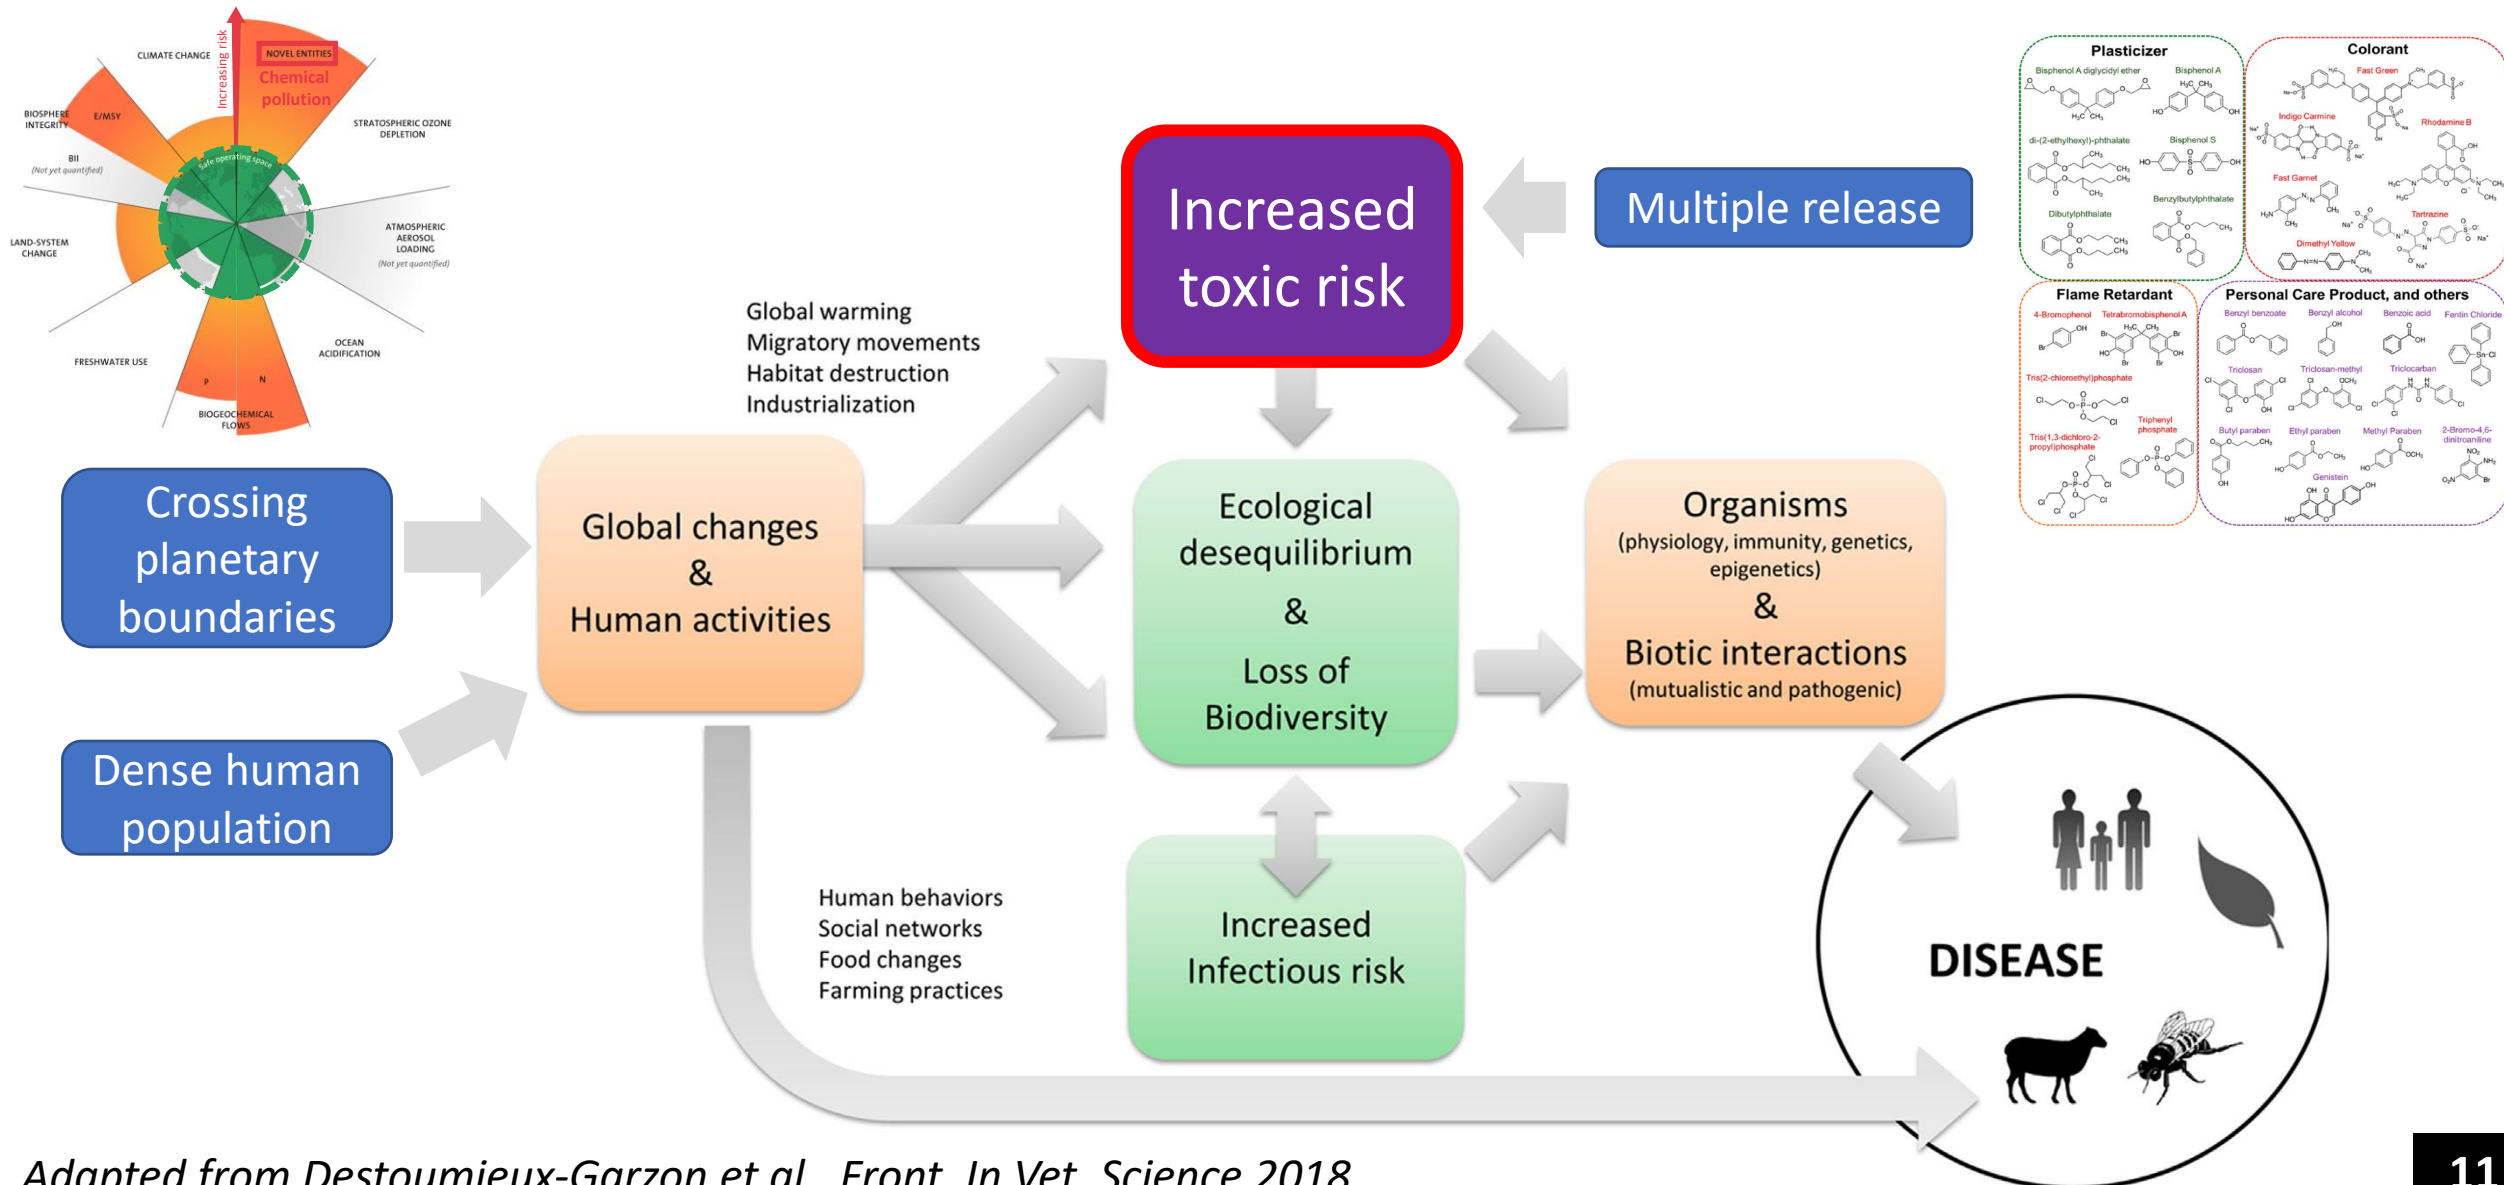 Increasing risk
CLIMATE CHANGE
NOVEL ENTITIES
Chemical
pollution
BIOSPHERE
INTEGRITY
E/MSY
BII
(Not yet quantified)
STRATOSPHERIC OZONE
DEPLETION
Safe operating space
ATMOSPHERIC
AEROSOL
LOADING
(Not yet quantified)
LAND-SYSTEM
CHANGE
OCEAN
ACIDIFICATION
FRESHWATER USE
P
N
BIOGEOCHEMICAL
FLOWS
Crossing
planetary
boundaries
Dense human
population
Global changes
&
Human activities
Global warming
Migratory movements
Habitat destruction
Industrialization
Human behaviors
Social networks
Food changes
Farming practices
Increased
toxic risk
Multiple release
Ecological
desequilibrium
&
Loss of
Biodiversity
Increased
Infectious risk
Organisms
(physiology, immunity, genetics,
epigenetics)
&
Biotic interactions
(mutualistic and pathogenic)
DISEASE
Plasticizer
Bisphenol A diglycidyl ether
Bisphenol A
di-(2-ethylhexyl)-phthalate
Bisphenol S
Dibutylphthalate
Benzylbutylphthalate
Colorant
Fast Green
Indigo Carmine
Rhodamine B
Fast Garnet
Tartrazine
Dimethyl Yellow
Flame Retardant
4-Bromophenol
Tetrabromobisphenol A
Tris(2-chloroethyl)phosphate
Tris(1,3-dichloro-2-
propyl)phosphate
Triphenyl
phosphate
Personal Care Product, and others
Benzyl benzoate
Benzyl alcohol
Benzoic acid
Fentin Chloride
Triclosan
Triclosan-methyl
Triclocarban
Butyl paraben
Ethyl paraben
Methyl Paraben
2-Bromo-4,6-
dinitroaniline
Genistein
Adapted from Destoumieux-Garzon et al., Front. In Vet. Science 2018
11